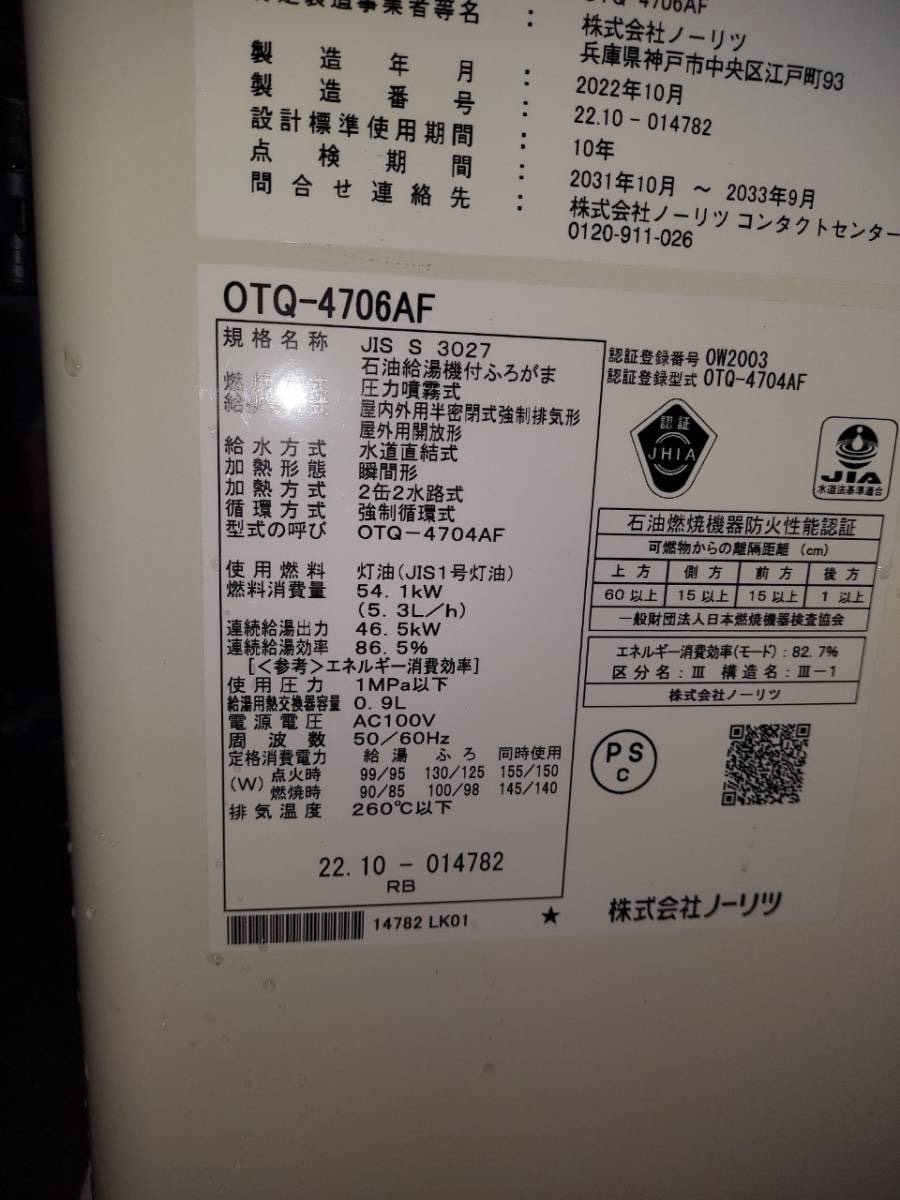 製造事業者等名 :
OTQ-4706AF
株式会社ノーリツ
兵庫県神戸市中央区江戸町93
製造年月 : 2022年10月
製造番号 : 22.10-014782
設計標準使用期間 : 10年
点検期間 : 2031年10月 ～ 2033年9月
問合せ連絡先 : 株式会社ノーリツ コンタクトセンター
0120-911-026
OTQ-4706AF
規格名称 JIS S 3027
石油給湯機付ふろがま
圧力噴霧式
屋内外用半密閉式強制排気形
屋外用開放形
給水方式 水道直結式
加熱形態 瞬間形
加熱方式 2缶2水路式
循環方式 強制循環式
型式の呼び OTQ-4704AF
使用燃料 灯油(JIS1号灯油)
燃料消費量 54.1kW
(5.3L/h)
連続給湯出力 46.5kW
連続給湯効率 86.5%
[<参考>エネルギー消費効率]
使用圧力 1MPa以下
給湯用熱交換器容量 0.9L
電源電圧 AC100V
周波数 50/60Hz
定格消費電力 給湯 ふろ 同時使用
(W) 点火時 99/95 130/125 155/150
燃焼時 90/85 100/98 145/140
排気温度 260℃以下
22.10-014782
RB
14782 LK01 ★
認証登録番号 OW2003
認証登録型式 OTQ-4704AF
認証
JHIA
JIA
水道法基準適合
石油燃焼機器防火性能認証
可燃物からの離隔距離 (cm)
上方 側方 前方 後方
60以上 15以上 15以上 1以上
一般財団法人日本燃焼機器検査協会
エネルギー消費効率(モード):82.7%
区分名:Ⅲ 構造名:Ⅲ-1
株式会社ノーリツ
PS
C
株式会社ノーリツ